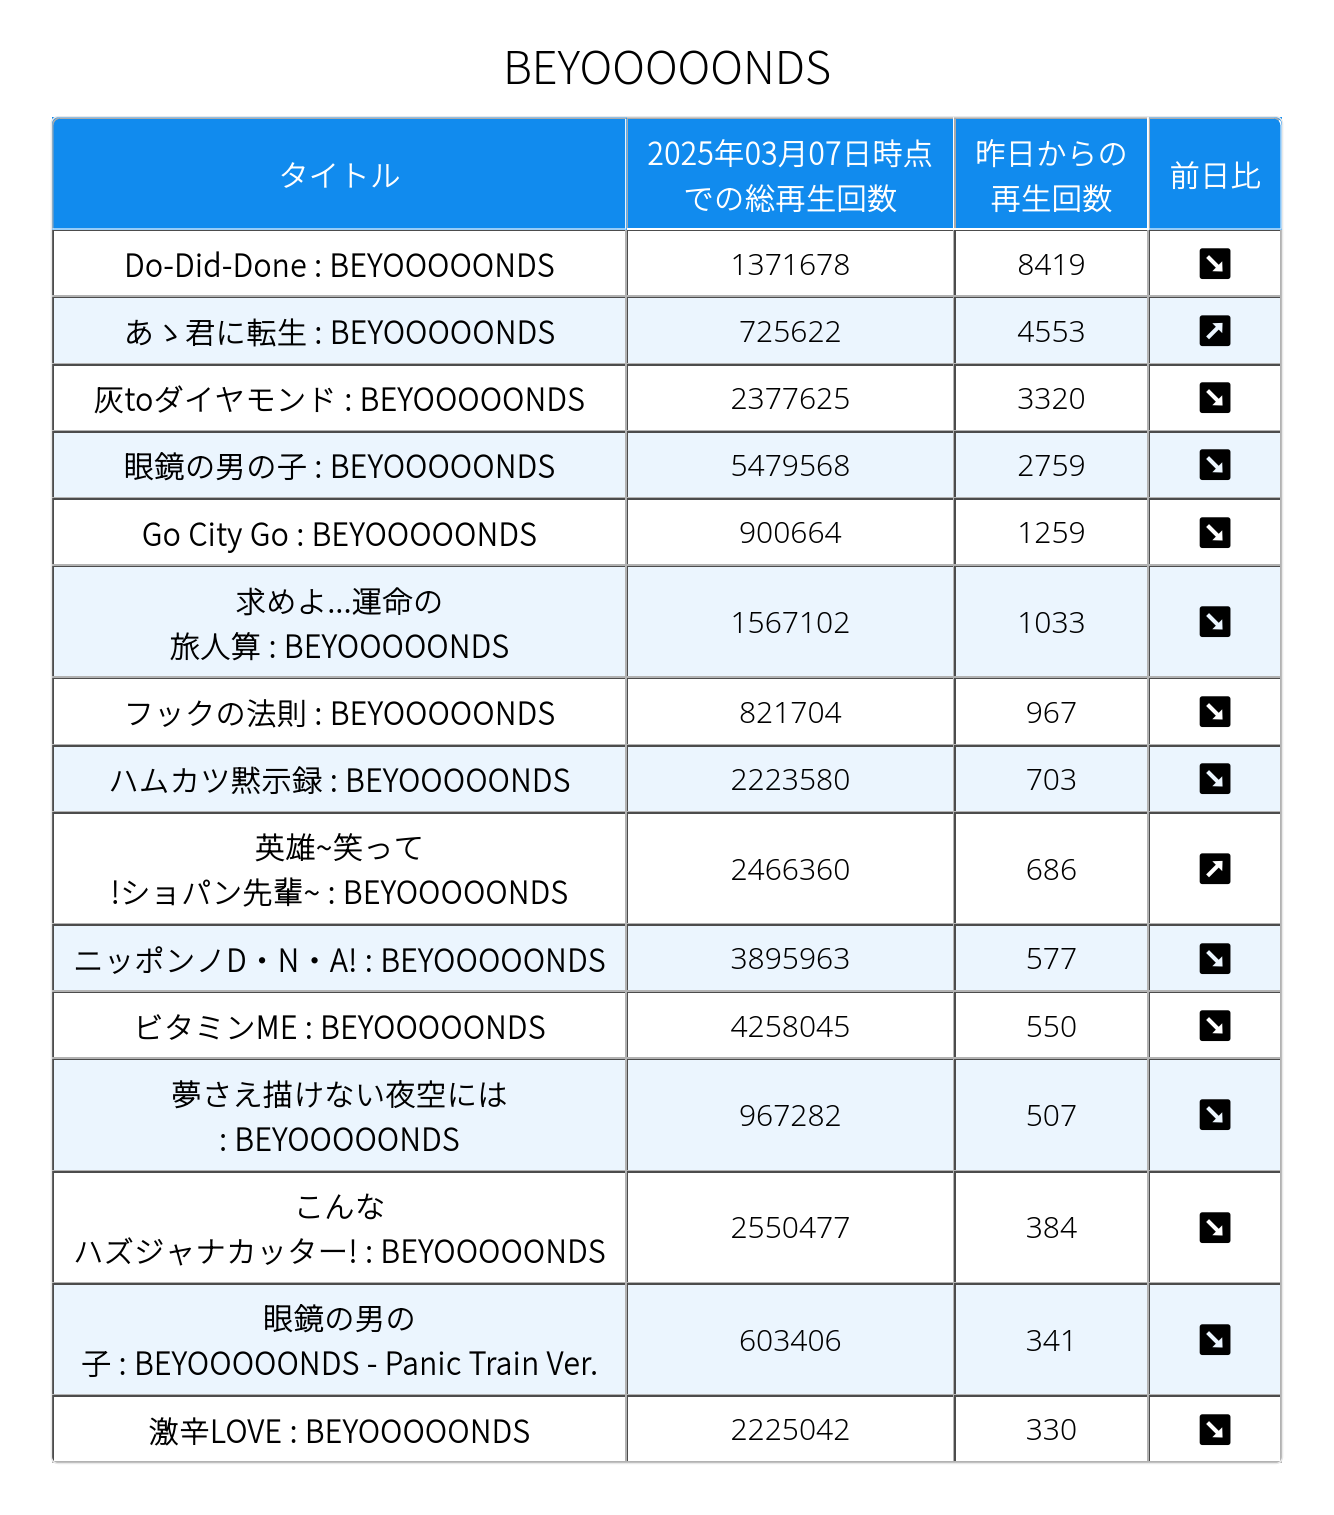 BEYOOOOONDS
タイトル
2025年03月07日時点
での総再生回数
昨日からの
再生回数
前日比
Do-Did-Done : BEYOOOOONDS
1371678
8419
あゝ君に転生 : BEYOOOOONDS
725622
4553
灰toダイヤモンド : BEYOOOOONDS
2377625
3320
眼鏡の男の子 : BEYOOOOONDS
5479568
2759
Go City Go : BEYOOOOONDS
900664
1259
求めよ...運命の
旅人算 : BEYOOOOONDS
1567102
1033
フックの法則 : BEYOOOOONDS
821704
967
ハムカツ黙示録 : BEYOOOOONDS
2223580
703
英雄~笑って
!ショパン先輩~ : BEYOOOOONDS
2466360
686
ニッポンノD・N・A! : BEYOOOOONDS
3895963
577
ビタミンME : BEYOOOOONDS
4258045
550
夢さえ描けない夜空には
: BEYOOOOONDS
967282
507
こんな
ハズジャナカッター! : BEYOOOOONDS
2550477
384
眼鏡の男の
子 : BEYOOOOONDS - Panic Train Ver.
603406
341
激辛LOVE : BEYOOOOONDS
2225042
330